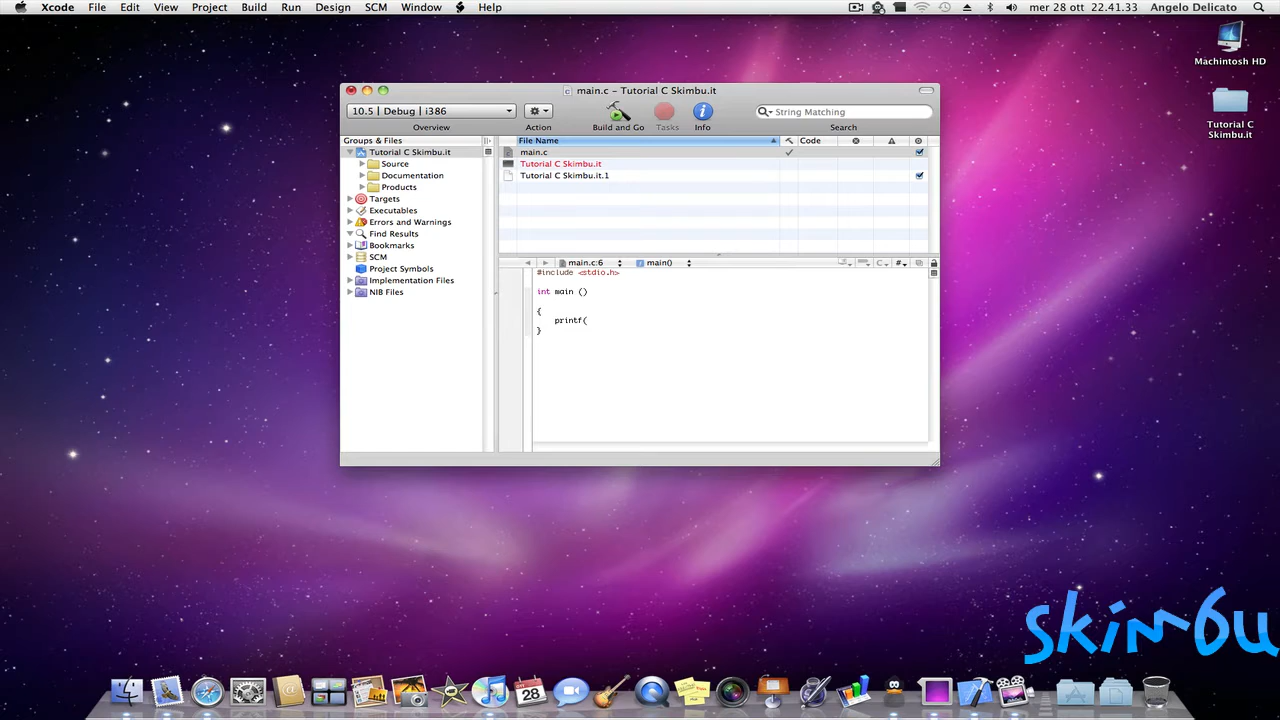 Xcode File Edit View Project Build Run Design SCM Window Help mer 28 ott 22.41.33 Angelo Delicato
Machintosh HD
Tutorial C
Skimbu.it
main.c – Tutorial C Skimbu.it
10.5 | Debug | i386
String Matching
Overview Action Build and Go Tasks Info Search
Groups & Files File Name Code
Tutorial C Skimbu.it main.c
Source Tutorial C Skimbu.it
Documentation Tutorial C Skimbu.it.1
Products
Targets
Executables
Errors and Warnings
Find Results
Bookmarks
SCM
Project Symbols
Implementation Files
NIB Files
main.c:6 main() C #
#include <stdio.h>
int main ()
{
printf(
}
skimbu
28